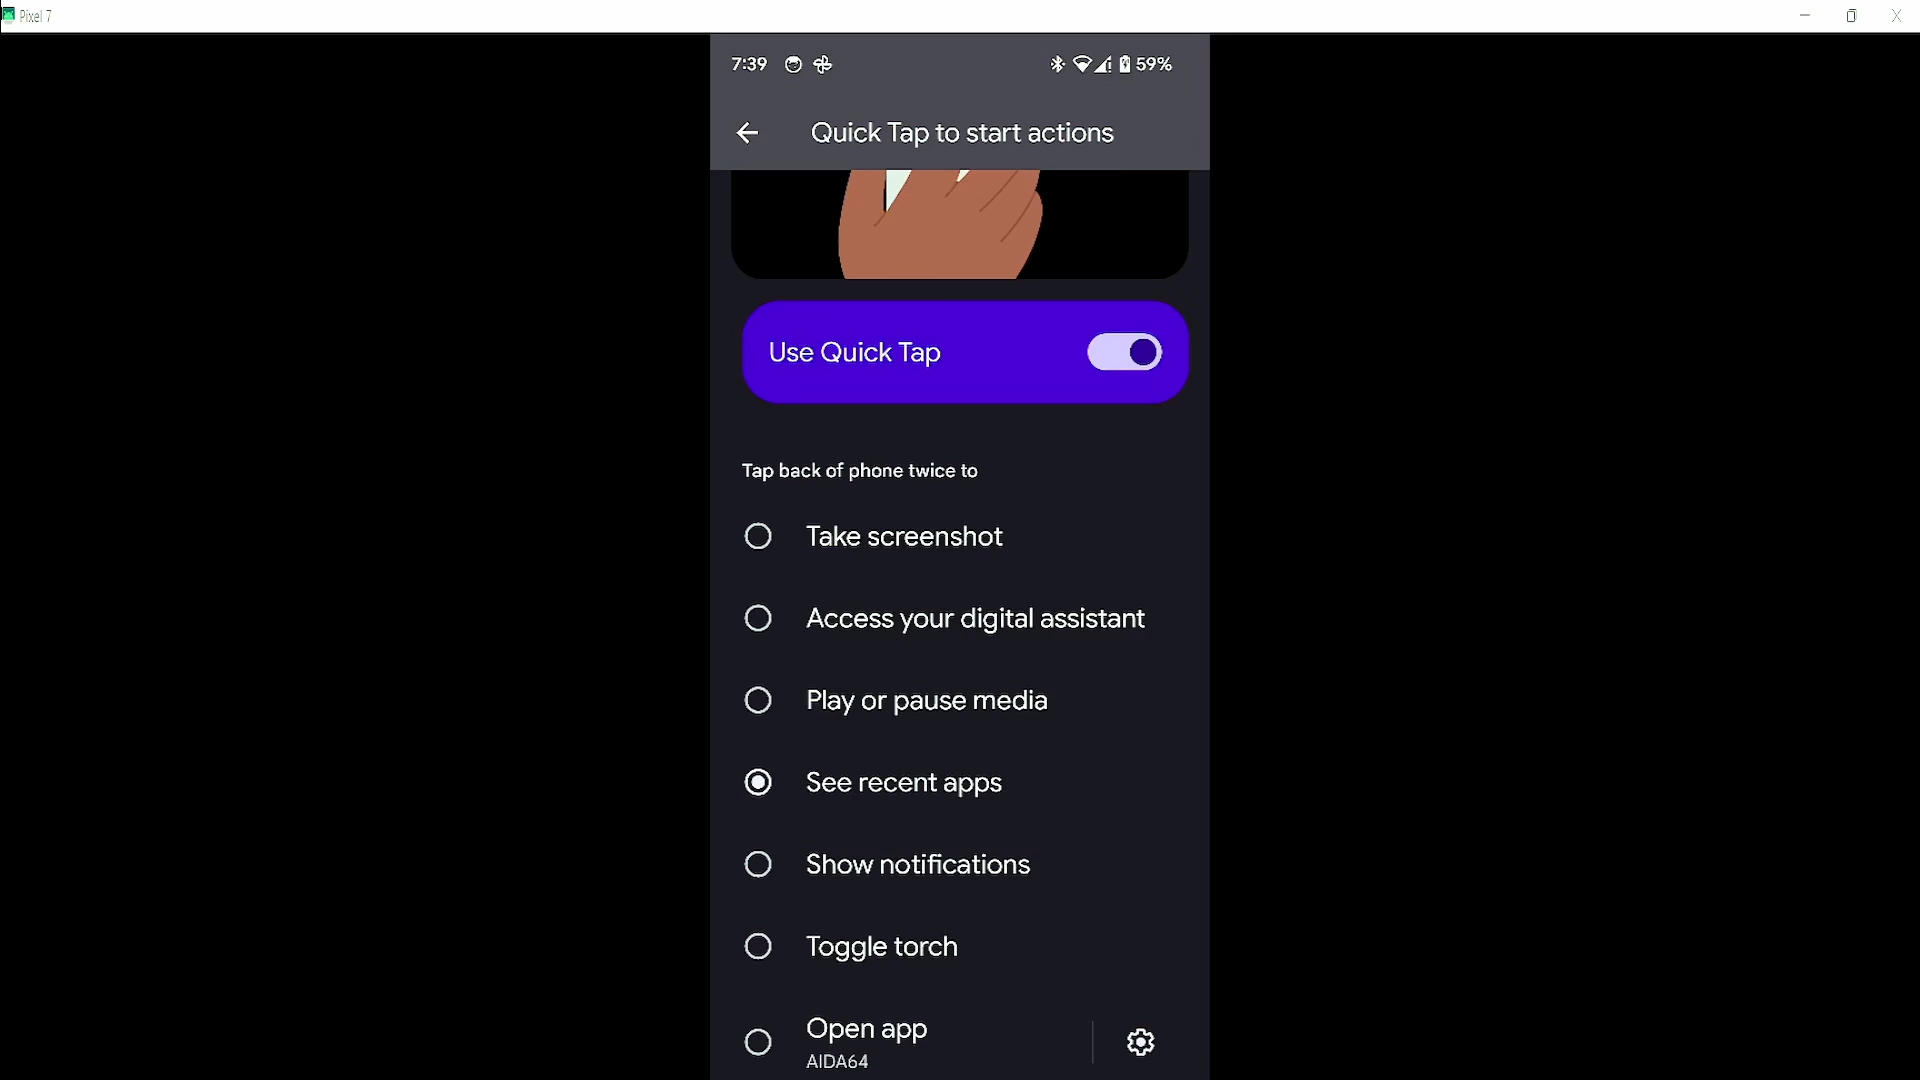 Pixel 7
7:39 59%
Quick Tap to start actions
Use Quick Tap
Tap back of phone twice to
Take screenshot
Access your digital assistant
Play or pause media
See recent apps
Show notifications
Toggle torch
Open app
AIDA64